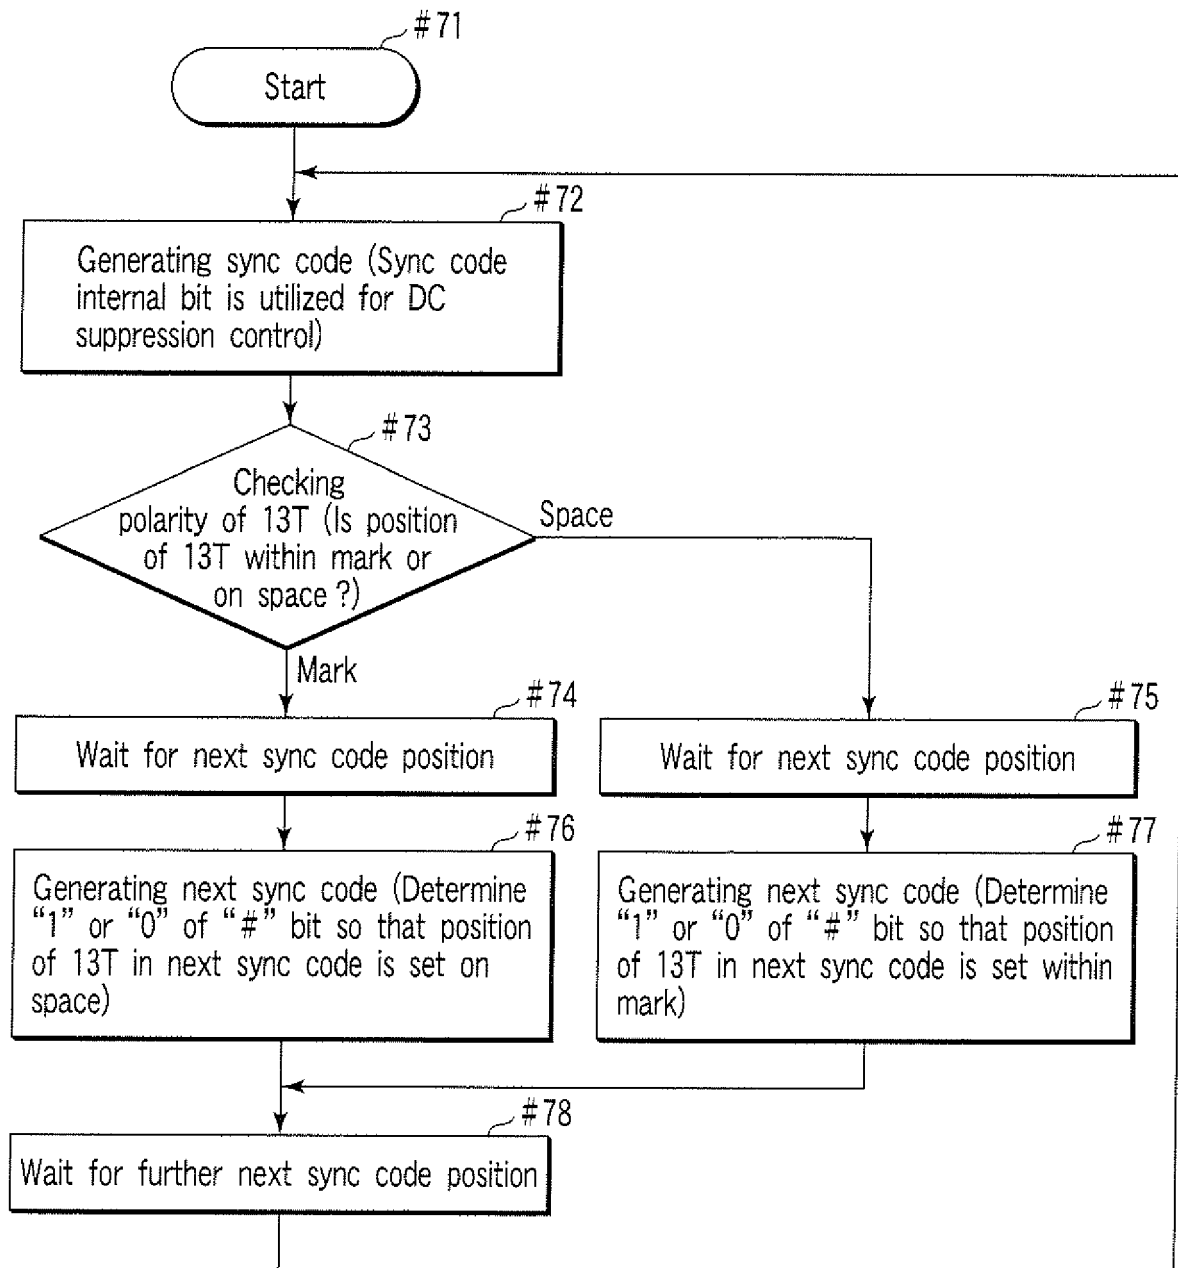 #71
Start
#72
Generating sync code (Sync code
internal bit is utilized for DC
suppression control)
#73
Checking
polarity of 13T (Is position
of 13T within mark or
on space?)
Space
Mark
#74
Wait for next sync code position
#75
Wait for next sync code position
#76
Generating next sync code (Determine
“1” or “0” of “#” bit so that position
of 13T in next sync code is set on
space)
#77
Generating next sync code (Determine
“1” or “0” of “#” bit so that position
of 13T in next sync code is set within
mark)
#78
Wait for further next sync code position